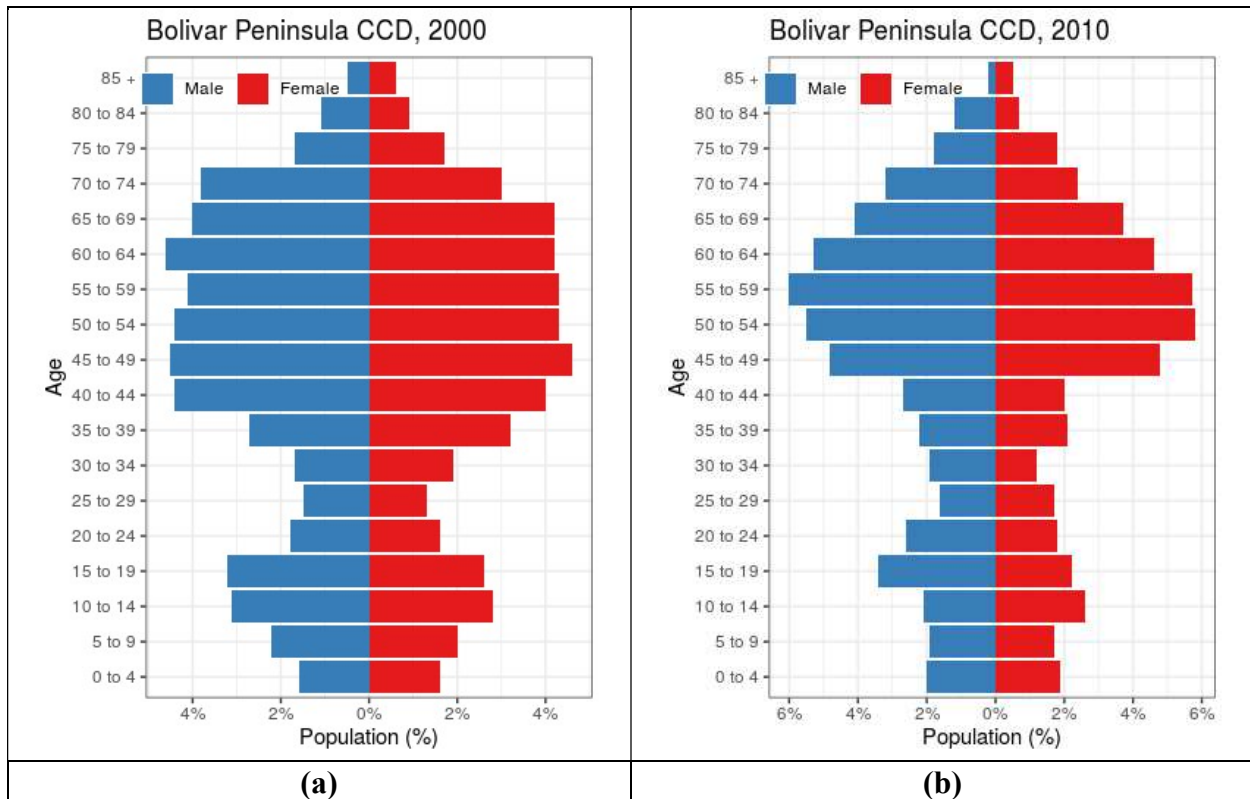 Bolivar Peninsula CCD, 2000
Male Female
85 +
80 to 84
75 to 79
70 to 74
65 to 69
60 to 64
55 to 59
50 to 54
45 to 49
40 to 44
35 to 39
30 to 34
25 to 29
20 to 24
15 to 19
10 to 14
5 to 9
0 to 4
Age
4% 2% 0% 2% 4%
Population (%)
(a)
Bolivar Peninsula CCD, 2010
Male Female
85 +
80 to 84
75 to 79
70 to 74
65 to 69
60 to 64
55 to 59
50 to 54
45 to 49
40 to 44
35 to 39
30 to 34
25 to 29
20 to 24
15 to 19
10 to 14
5 to 9
0 to 4
Age
6% 4% 2% 0% 2% 4% 6%
Population (%)
(b)